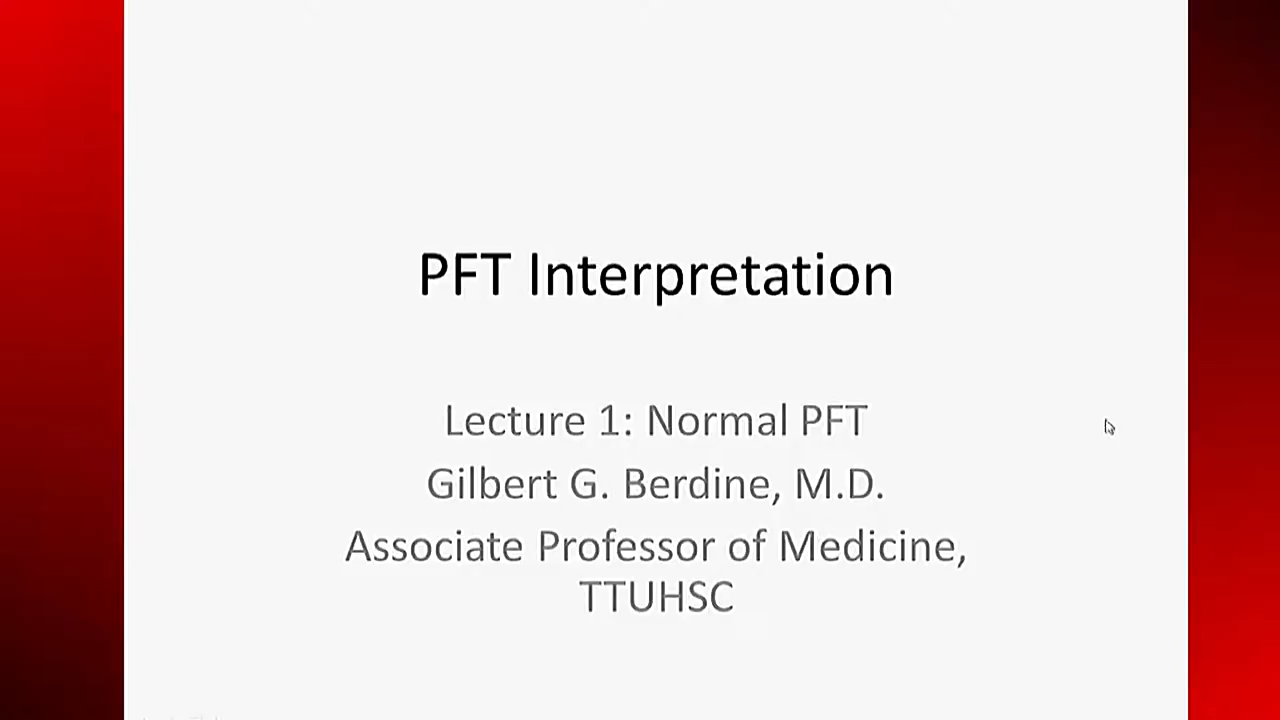 PFT Interpretation
Lecture 1: Normal PFT
Gilbert G. Berdine, M.D.
Associate Professor of Medicine,
TTUHSC